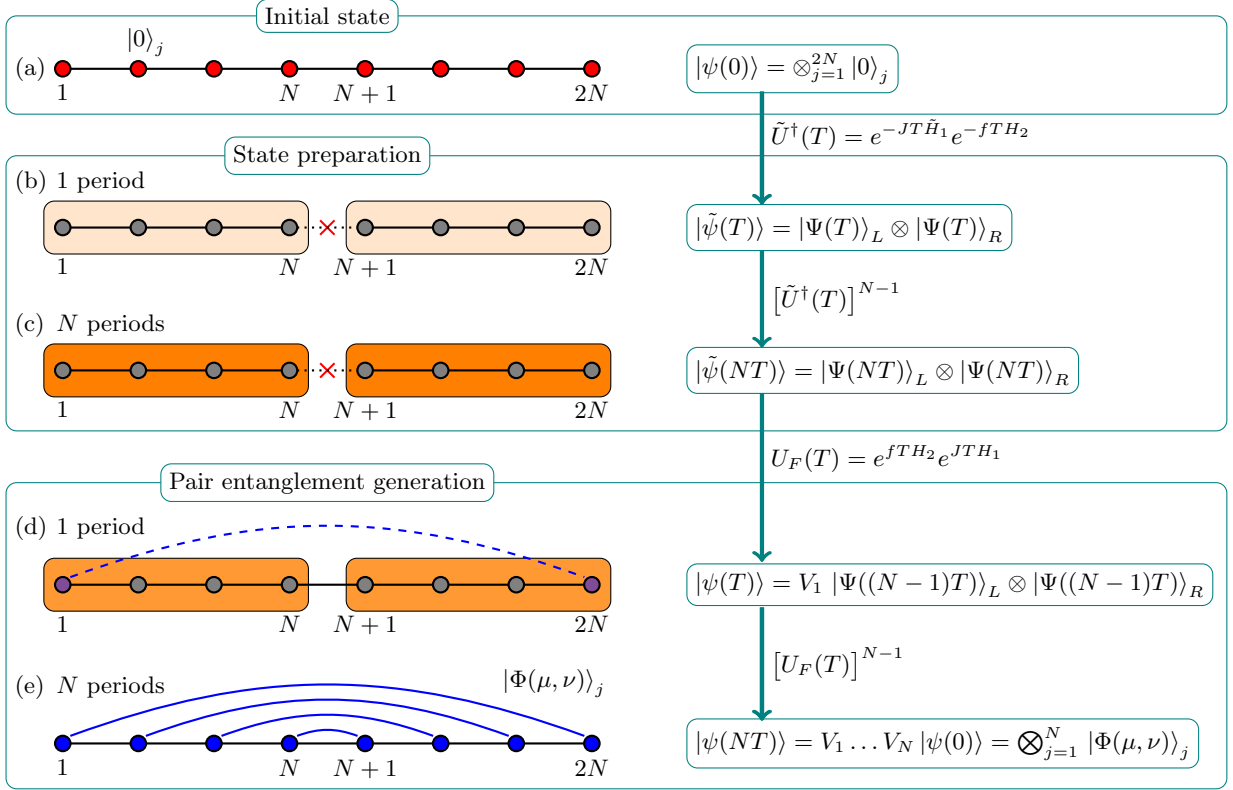 Initial state
|0⟩_j
(a)
1 N N + 1 2N
|ψ(0)⟩ = ⊗_{j=1}^{2N} |0⟩_j
Ũ†(T) = e^{-JTH̃_1} e^{-fTH_2}
State preparation
(b) 1 period
1 N N + 1 2N
|ψ̃(T)⟩ = |Ψ(T)⟩_L ⊗ |Ψ(T)⟩_R
[Ũ†(T)]^{N-1}
(c) N periods
1 N N + 1 2N
|ψ̃(NT)⟩ = |Ψ(NT)⟩_L ⊗ |Ψ(NT)⟩_R
U_F(T) = e^{fTH_2} e^{JTH_1}
Pair entanglement generation
(d) 1 period
1 N N + 1 2N
|ψ(T)⟩ = V_1 |Ψ((N − 1)T)⟩_L ⊗ |Ψ((N − 1)T)⟩_R
[U_F(T)]^{N-1}
(e) N periods
|Φ(μ, ν)⟩_j
1 N N + 1 2N
|ψ(NT)⟩ = V_1 … V_N |ψ(0)⟩ = ⨂_{j=1}^{N} |Φ(μ, ν)⟩_j